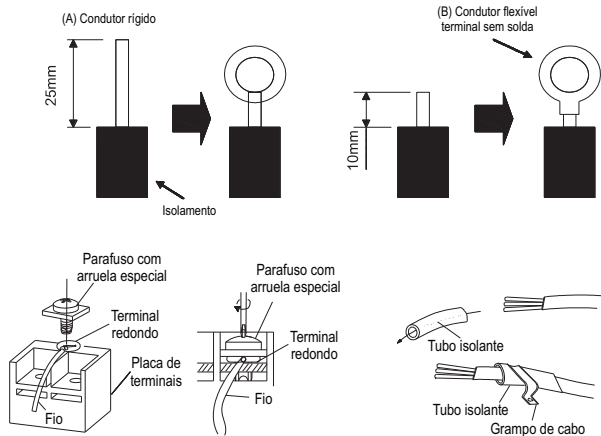 (A) Condutor rígido
(B) Condutor flexível
terminal sem solda
25mm
10mm
Isolamento
Parafuso com
arruela especial
Terminal
redondo
Placa de
terminais
Fio
Parafuso com
arruela especial
Terminal
redondo
Fio
Tubo isolante
Tubo isolante
Grampo de cabo